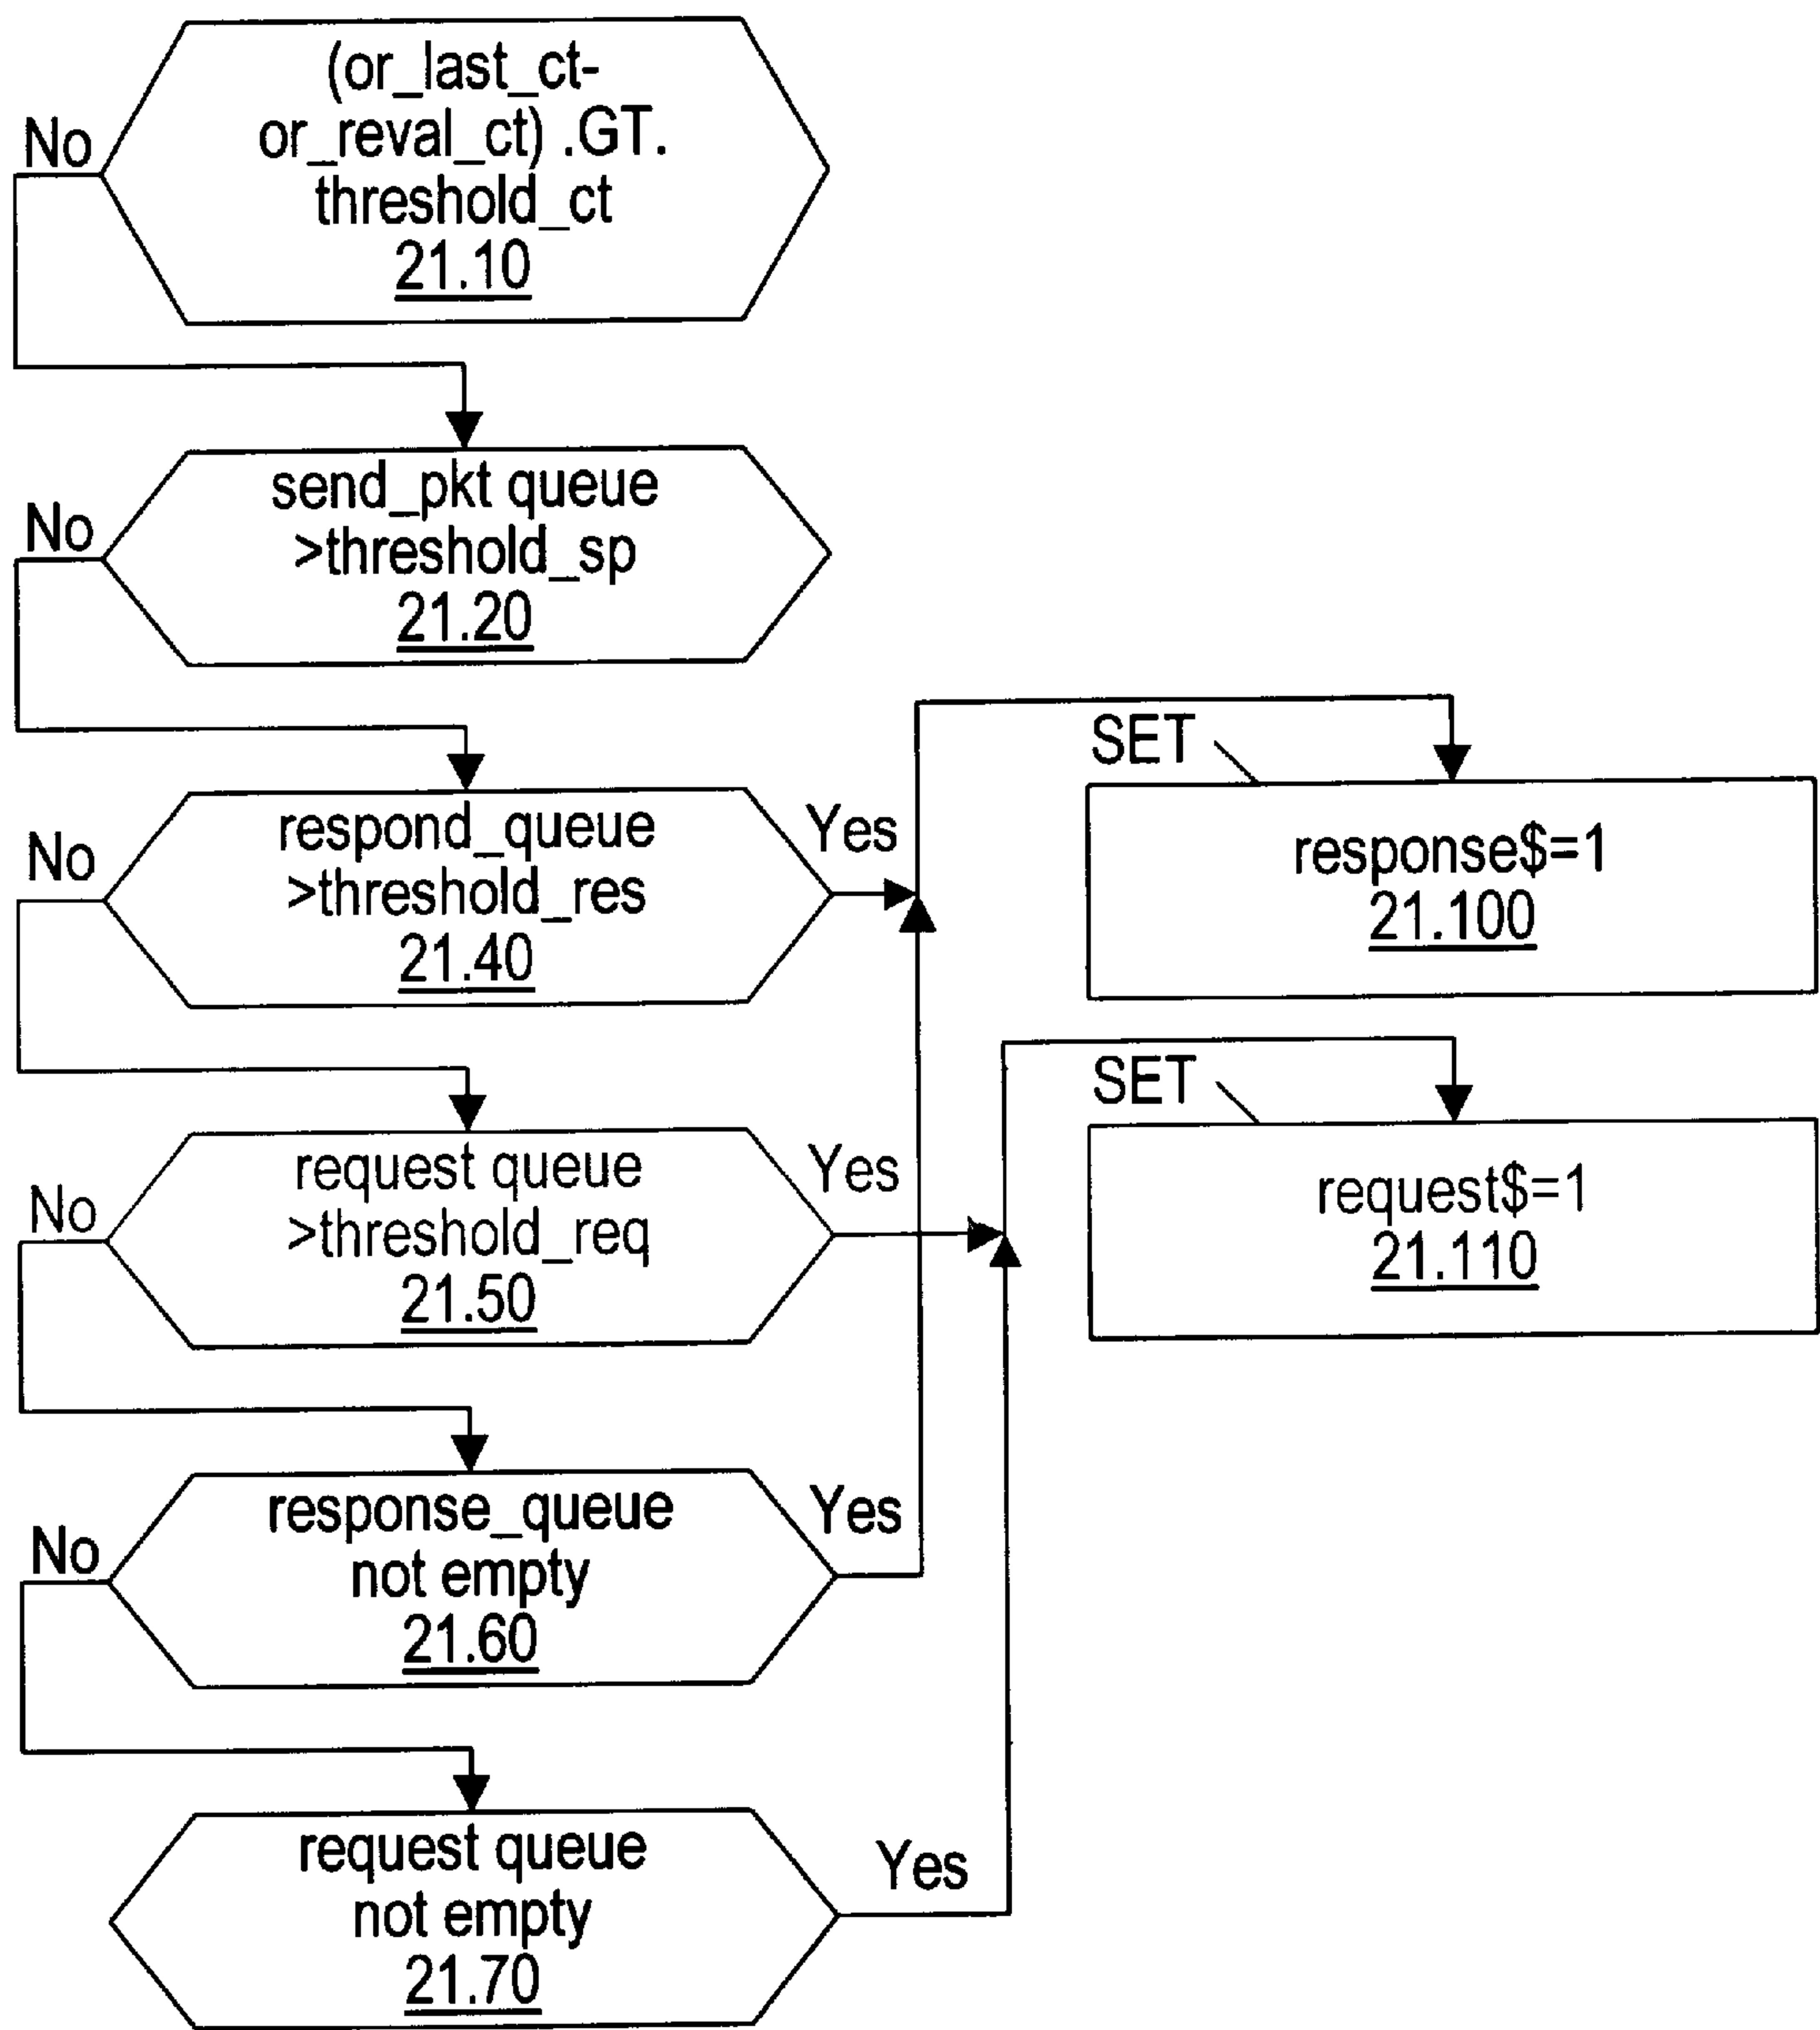 (or_last_ct-
or_reval_ct) .GT.
threshold_ct
21.10
No
send_pkt queue
>threshold_sp
21.20
No
respond_queue
>threshold_res
21.40
No
Yes
SET
response$=1
21.100
request queue
>threshold_req
21.50
No
Yes
SET
request$=1
21.110
response_queue
not empty
21.60
No
Yes
request queue
not empty
21.70
Yes